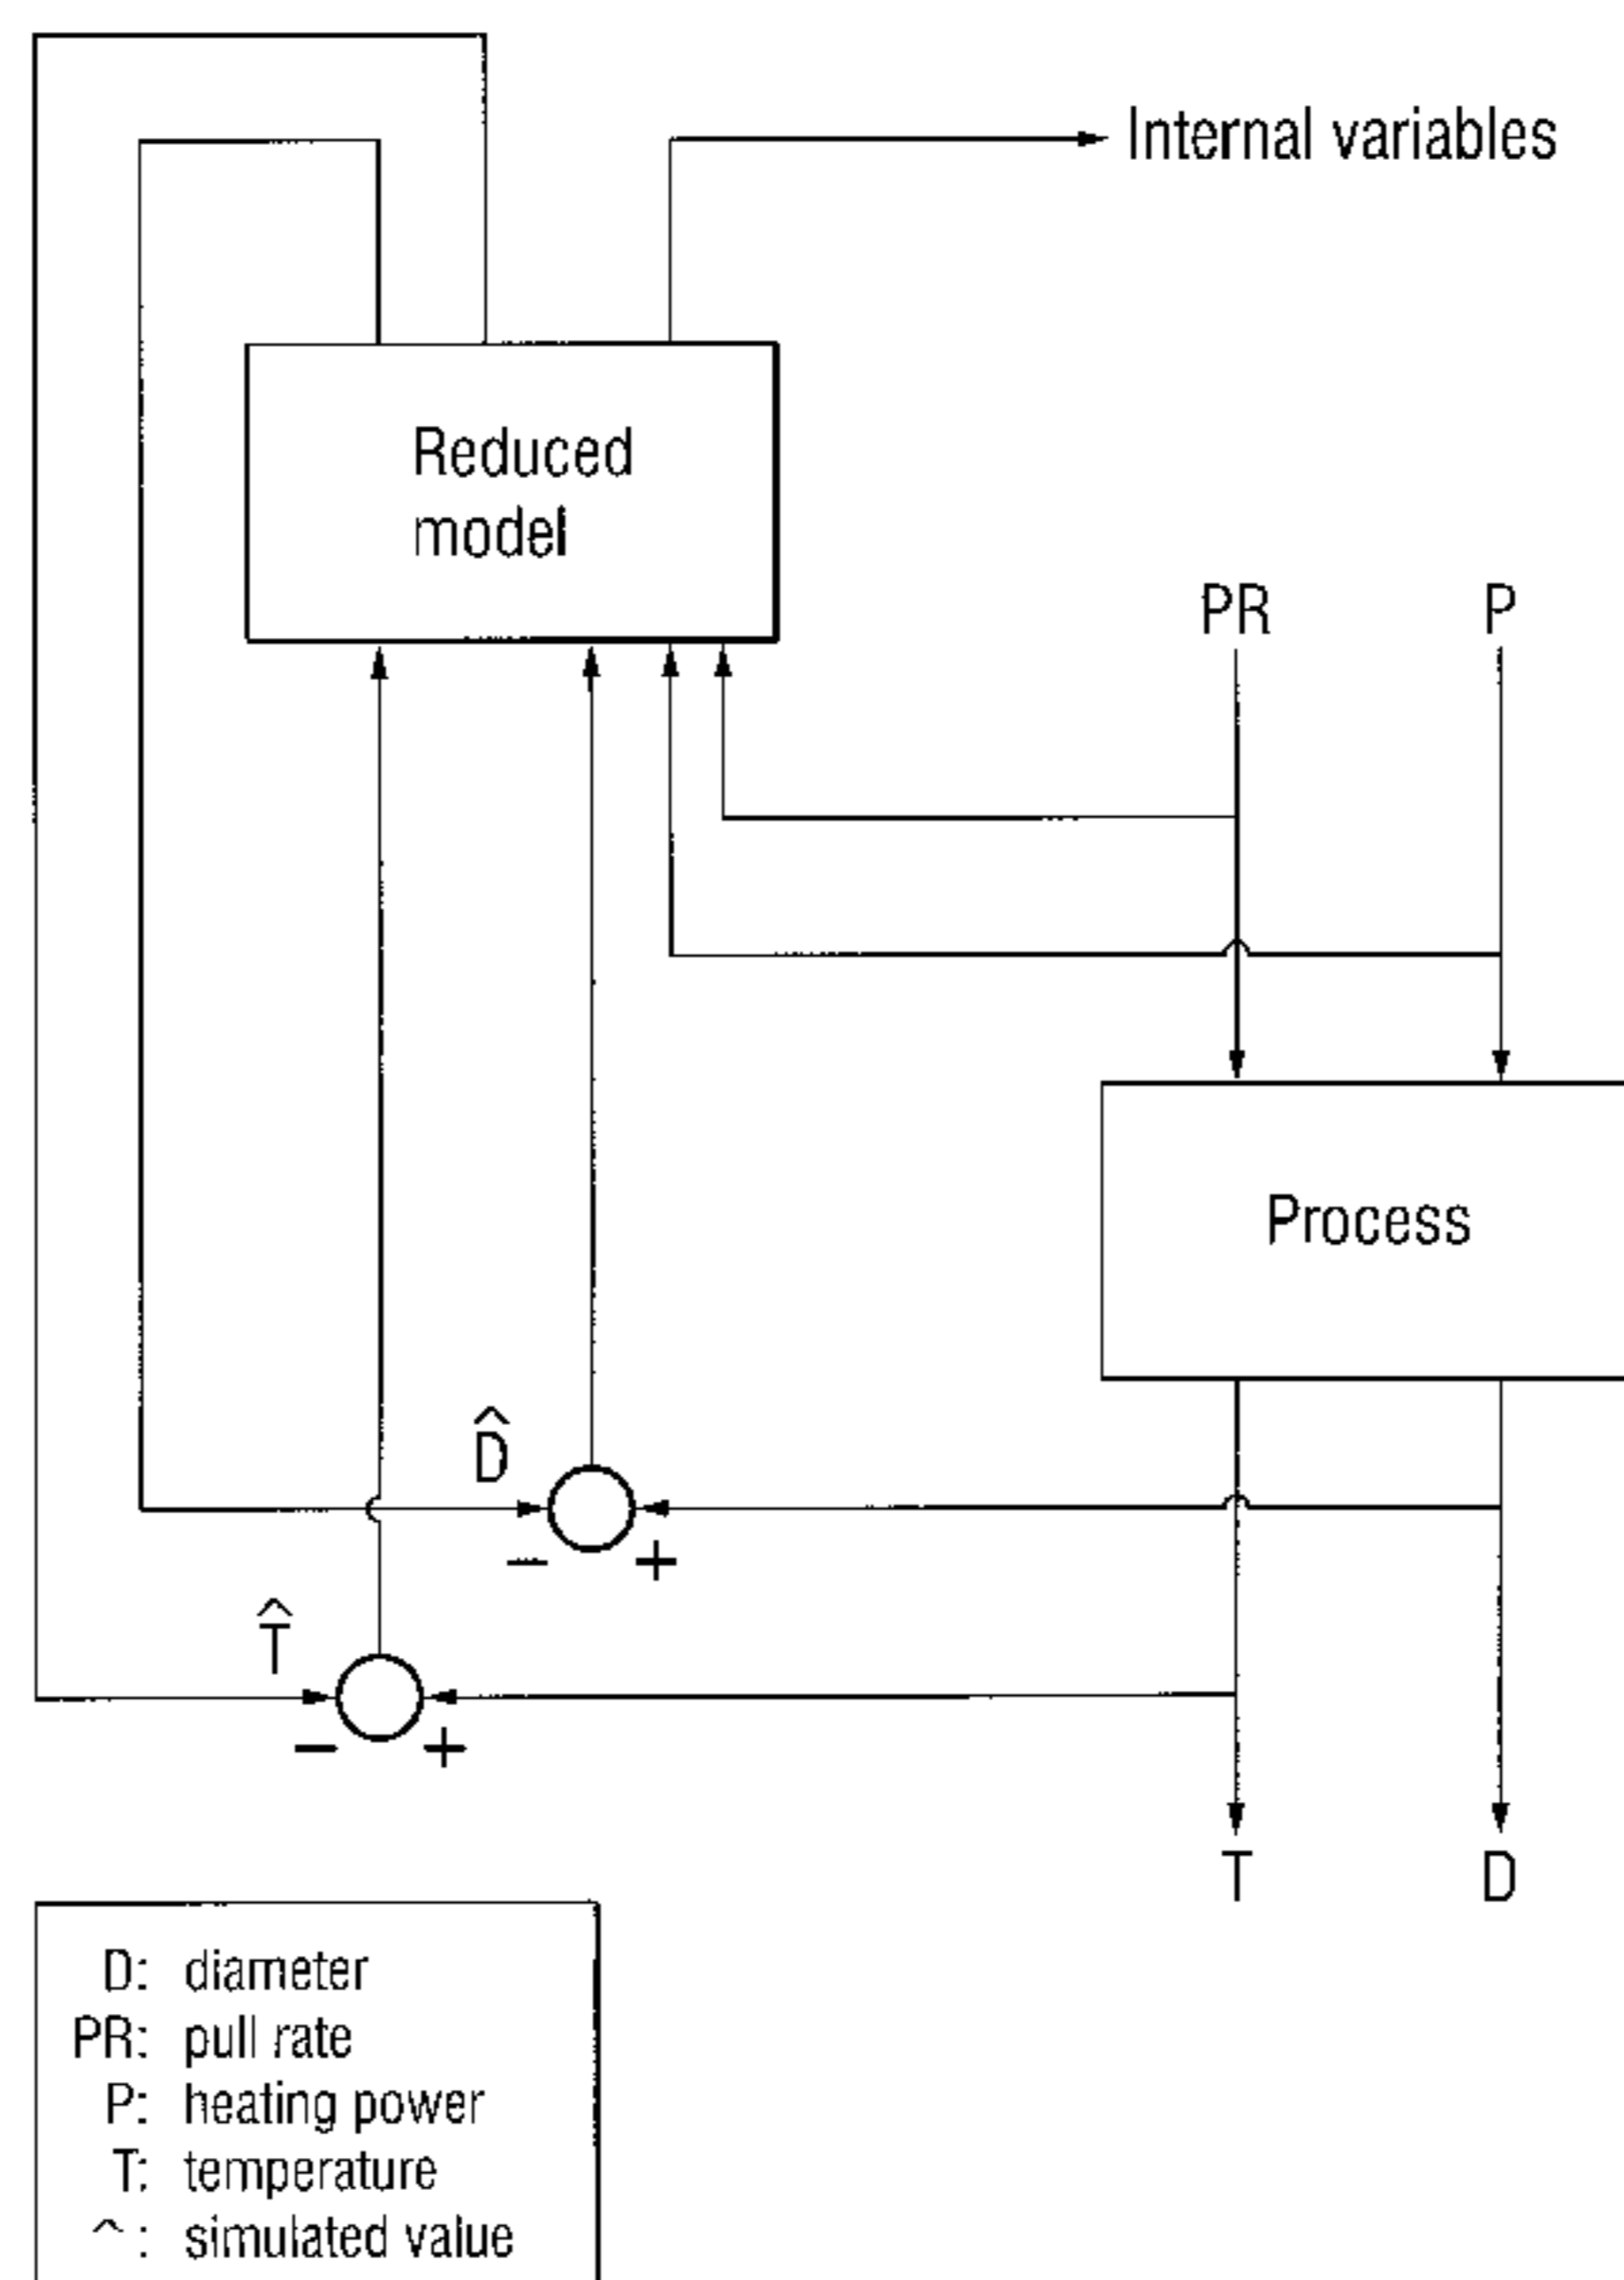 Internal variables
Reduced
model
PR
P
Process
^
D
− +
^
T
− +
T
D
D: diameter
PR: pull rate
P: heating power
T: temperature
^ : simulated value